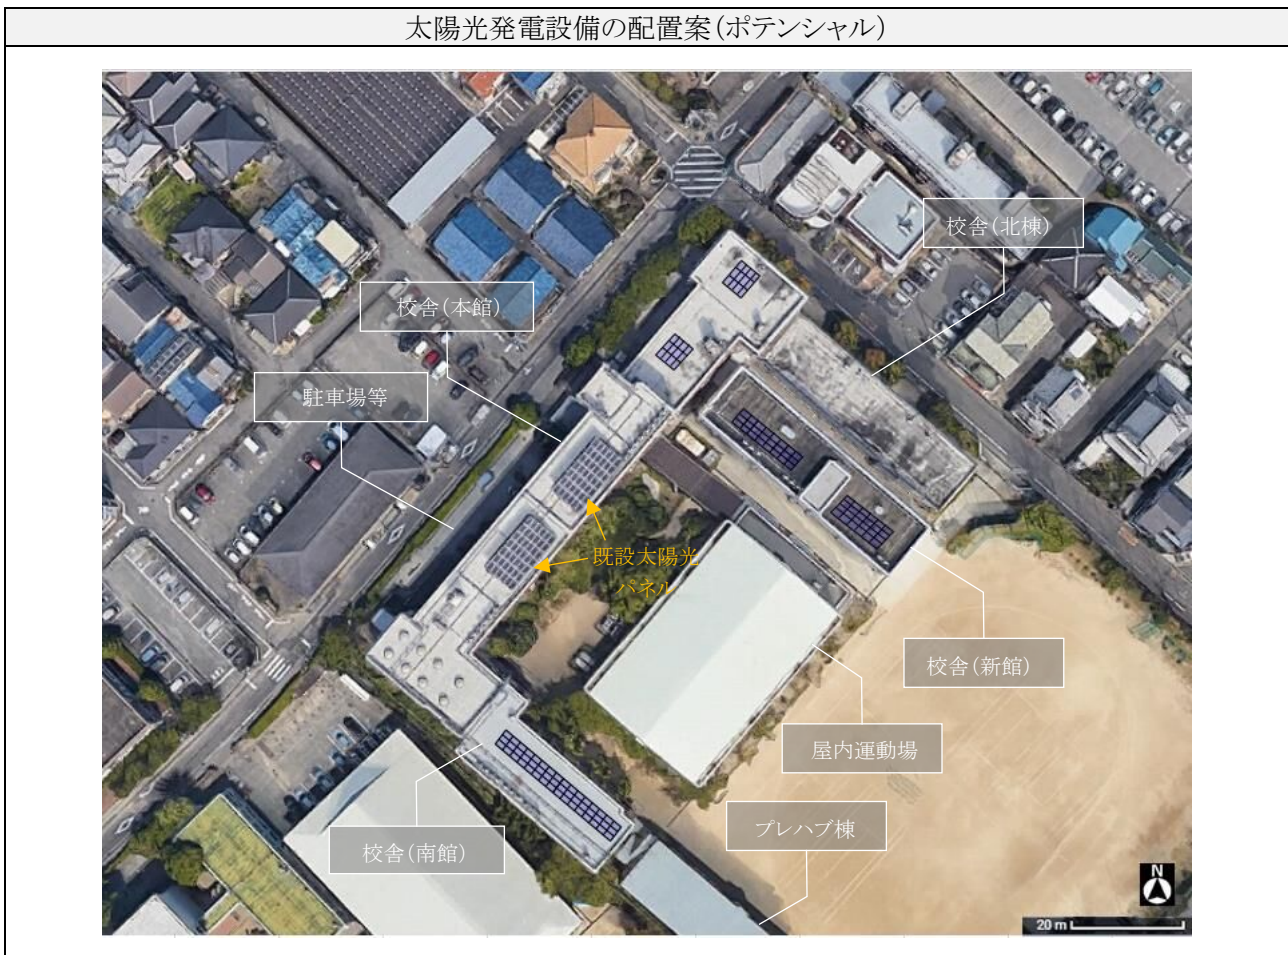 太陽光発電設備の配置案(ポテンシャル)
校舎(北棟)
校舎(本館)
駐車場等
既設太陽光
パネル
校舎(新館)
屋内運動場
プレハブ棟
校舎(南館)
N
20 m